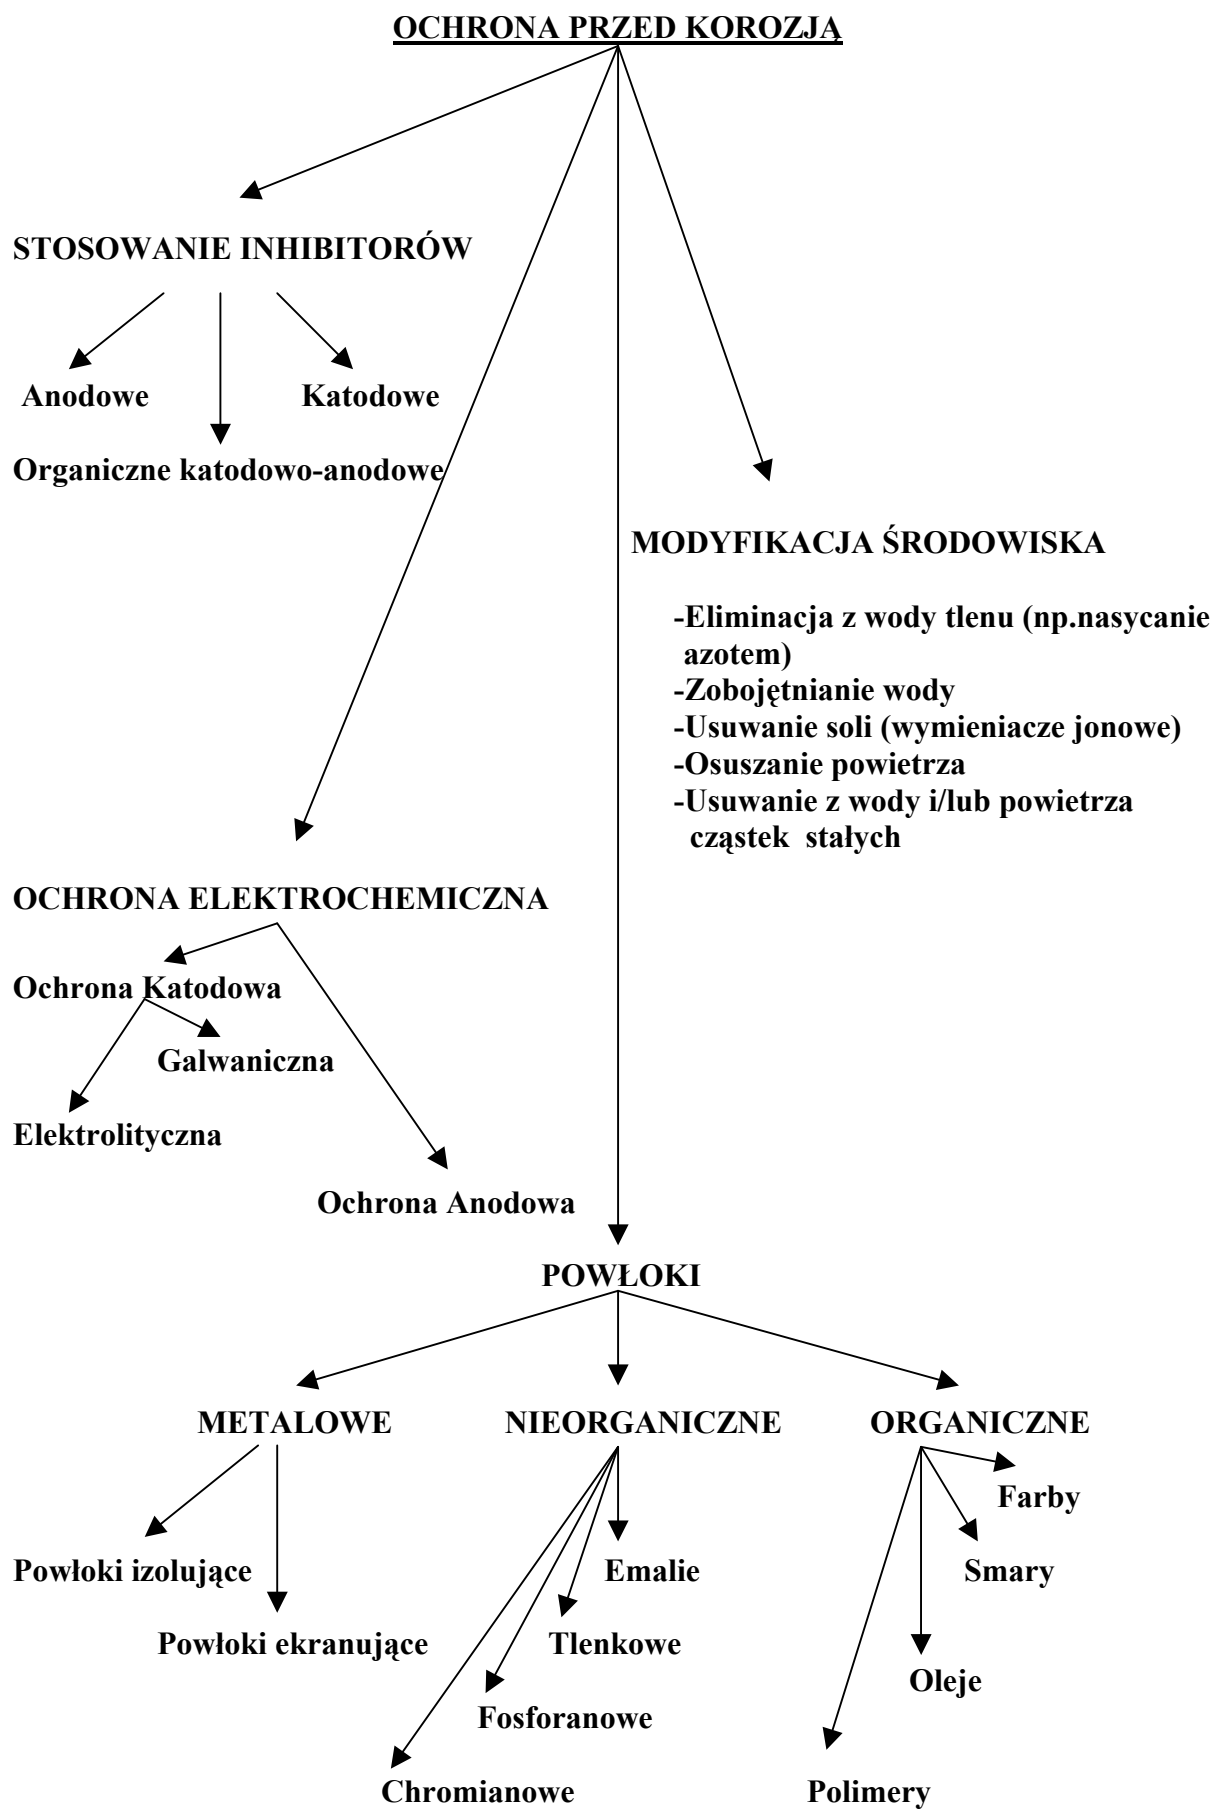 OCHRONA PRZED KOROZJĄ
STOSOWANIE INHIBITORÓW
Anodowe
Katodowe
Organiczne katodowo-anodowe
MODYFIKACJA ŚRODOWISKA
-Eliminacja z wody tlenu (np.nasycanie
azotem)
-Zobojętnianie wody
-Usuwanie soli (wymieniacze jonowe)
-Osuszanie powietrza
-Usuwanie z wody i/lub powietrza
cząstek stałych
OCHRONA ELEKTROCHEMICZNA
Ochrona Katodowa
Galwaniczna
Elektrolityczna
Ochrona Anodowa
POWŁOKI
METALOWE
NIEORGANICZNE
ORGANICZNE
Farby
Powłoki izolujące
Emalie
Smary
Powłoki ekranujące
Tlenkowe
Oleje
Fosforanowe
Chromianowe
Polimery